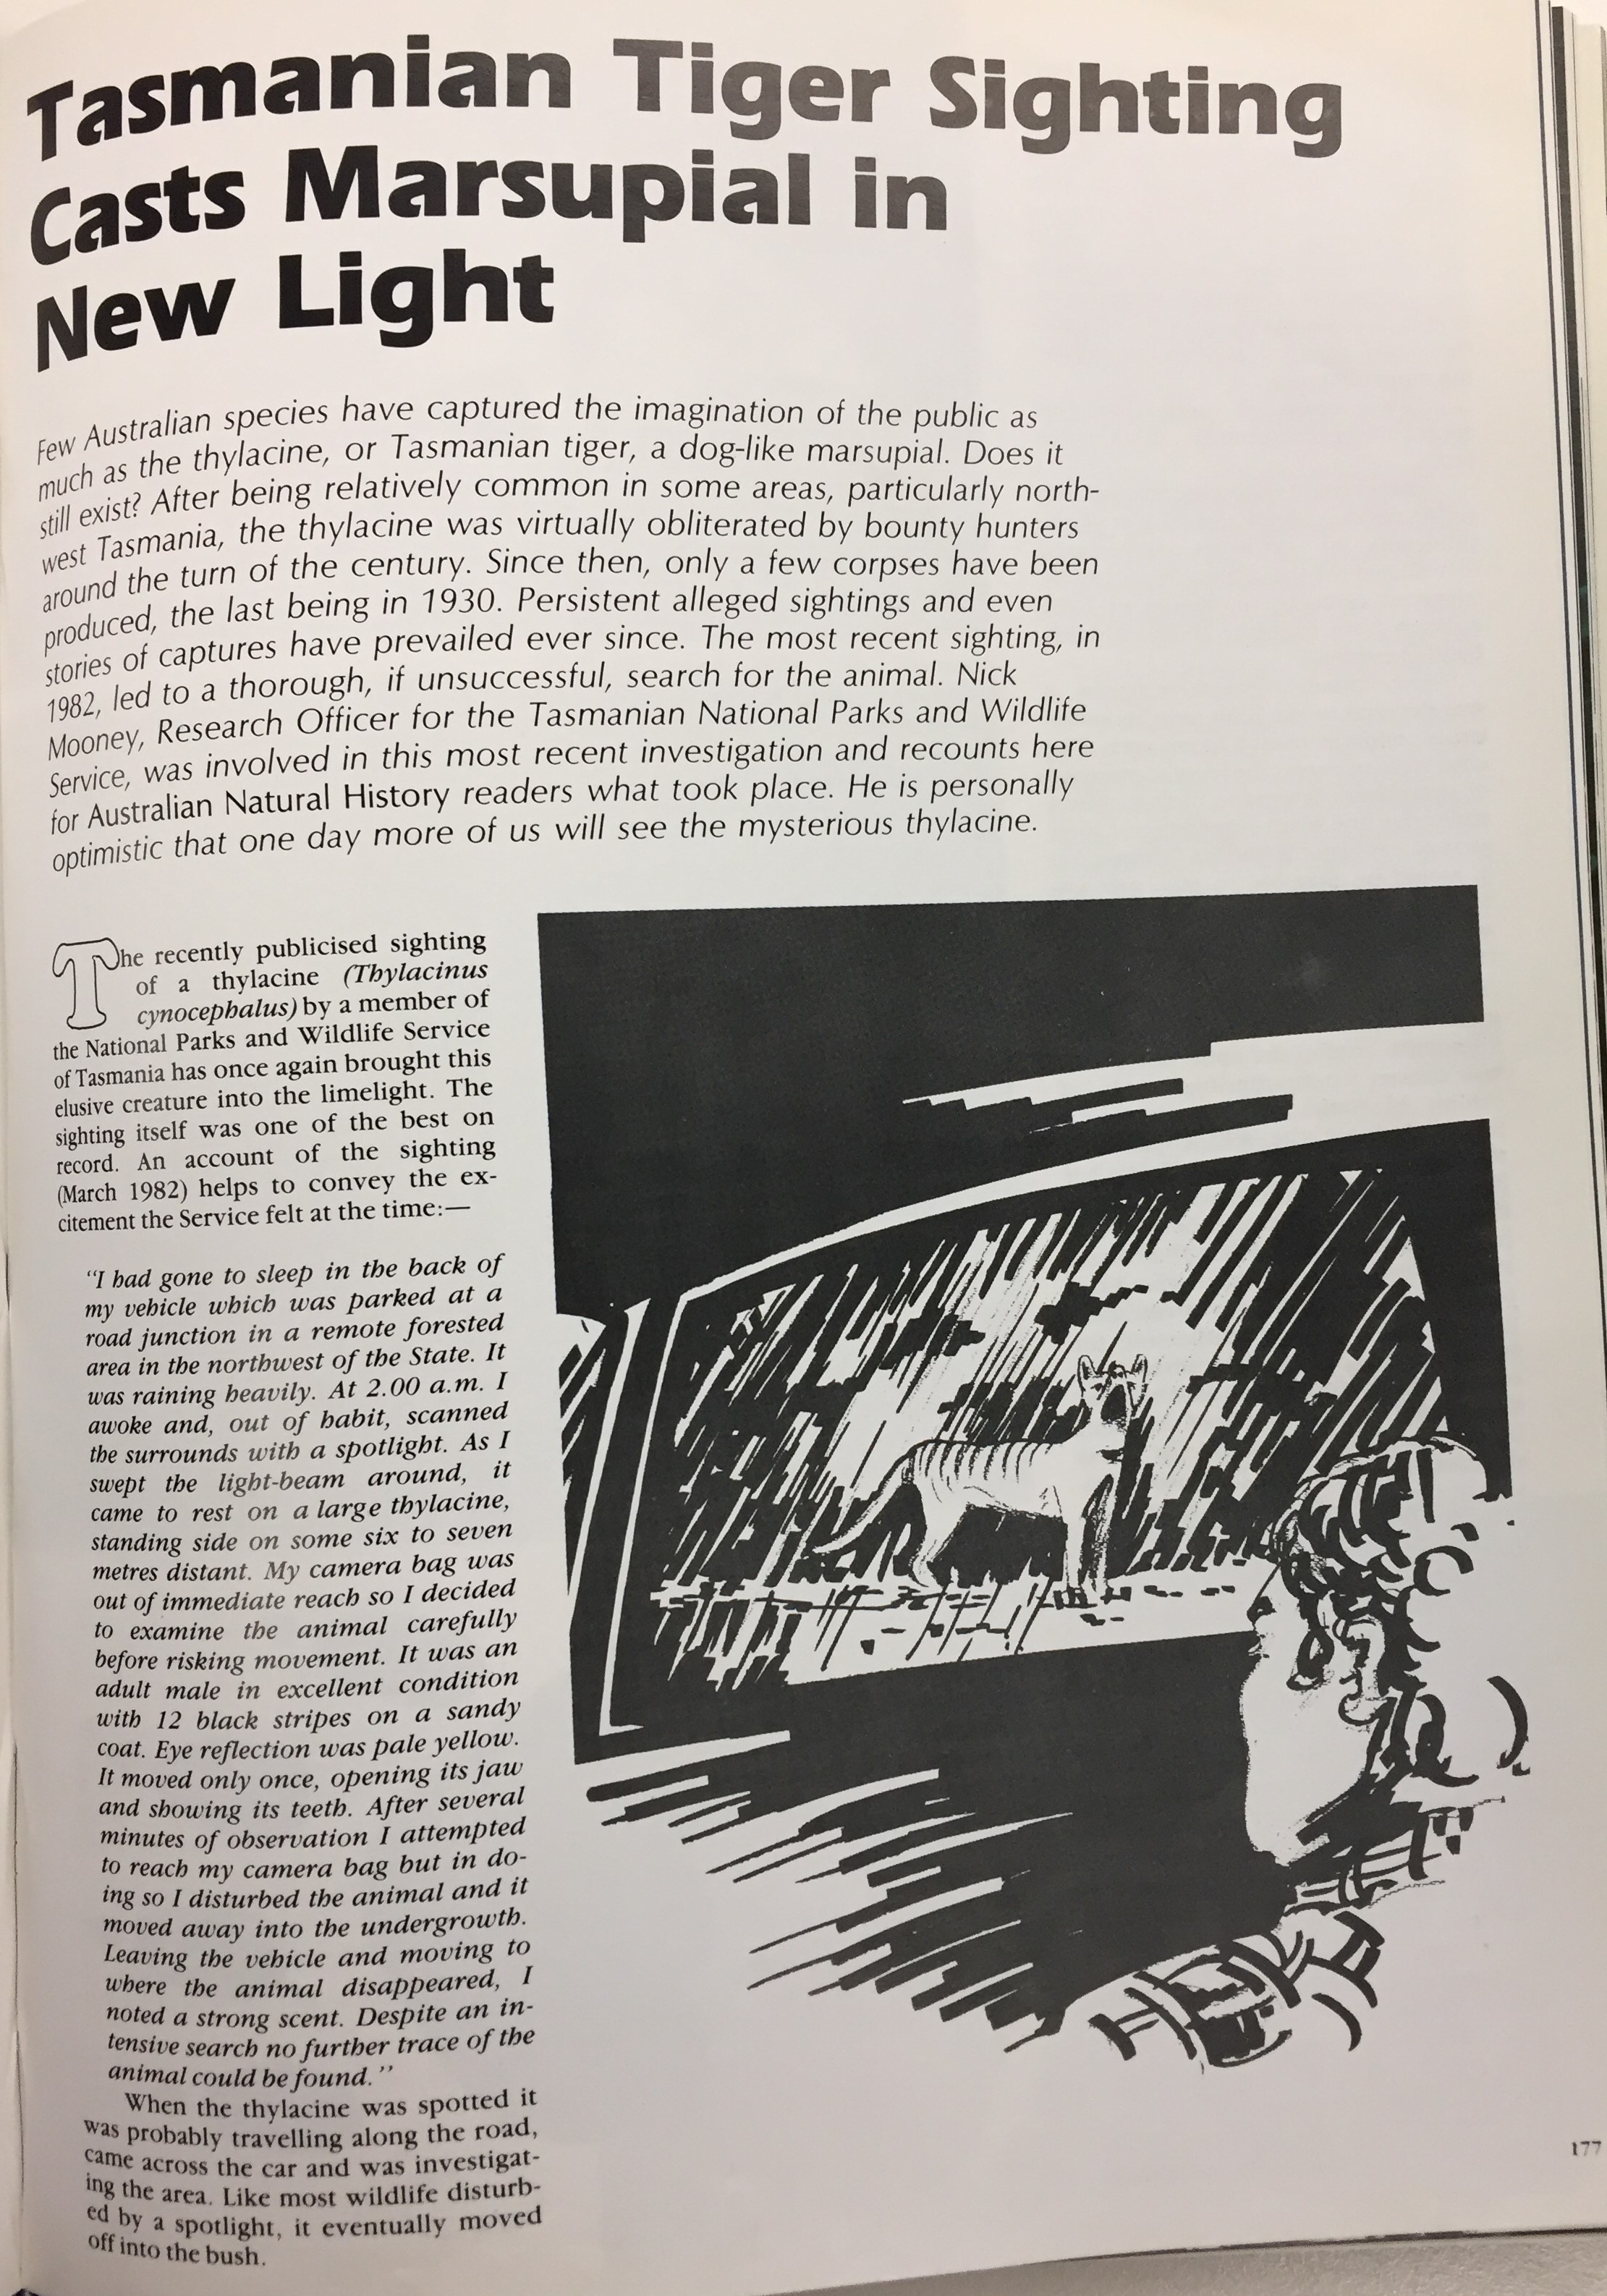 Tasmanian Tiger Sighting
Casts Marsupial in
New Light
Few Australian species have captured the imagination of the public as
much as the thylacine, or Tasmanian tiger, a dog-like marsupial. Does it
still exist? After being relatively common in some areas, particularly north-
west Tasmania, the thylacine was virtually obliterated by bounty hunters
around the turn of the century. Since then, only a few corpses have been
produced, the last being in 1930. Persistent alleged sightings and even
stories of captures have prevailed ever since. The most recent sighting, in
1982, led to a thorough, if unsuccessful, search for the animal. Nick
Mooney, Research Officer for the Tasmanian National Parks and Wildlife
Service, was involved in this most recent investigation and recounts here
for Australian Natural History readers what took place. He is personally
optimistic that one day more of us will see the mysterious thylacine.
The recently publicised sighting
of a thylacine (Thylacinus
cynocephalus) by a member of
the National Parks and Wildlife Service
of Tasmania has once again brought this
elusive creature into the limelight. The
sighting itself was one of the best on
record. An account of the sighting
(March 1982) helps to convey the ex-
citement the Service felt at the time:—
"I had gone to sleep in the back of
my vehicle which was parked at a
road junction in a remote forested
area in the northwest of the State. It
was raining heavily. At 2.00 a.m. I
awoke and, out of habit, scanned
the surrounds with a spotlight. As I
swept the light-beam around, it
came to rest on a large thylacine,
standing side on some six to seven
metres distant. My camera bag was
out of immediate reach so I decided
to examine the animal carefully
before risking movement. It was an
adult male in excellent condition
with 12 black stripes on a sandy
coat. Eye reflection was pale yellow.
It moved only once, opening its jaw
and showing its teeth. After several
minutes of observation I attempted
to reach my camera bag but in do-
ing so I disturbed the animal and it
moved away into the undergrowth.
Leaving the vehicle and moving to
where the animal disappeared, I
noted a strong scent. Despite an in-
tensive search no further trace of the
animal could be found."
When the thylacine was spotted it
was probably travelling along the road,
came across the car and was investigat-
ing the area. Like most wildlife disturb-
ed by a spotlight, it eventually moved
off into the bush.
177